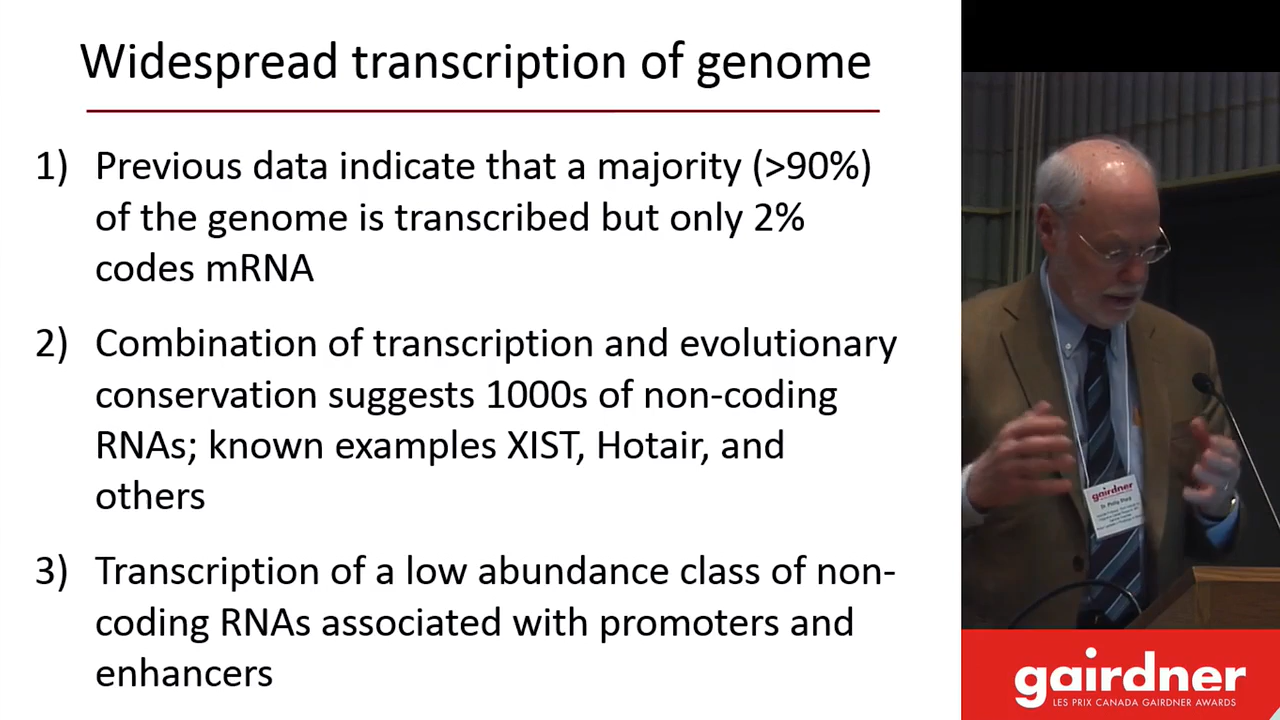 Widespread transcription of genome
1) Previous data indicate that a majority (>90%)
of the genome is transcribed but only 2%
codes mRNA
2) Combination of transcription and evolutionary
conservation suggests 1000s of non-coding
RNAs; known examples XIST, Hotair, and
others
3) Transcription of a low abundance class of non-
coding RNAs associated with promoters and
enhancers
gairdner
Dr. Phillip Sharp
gairdner
LES PRIX CANADA GAIRDNER AWARDS